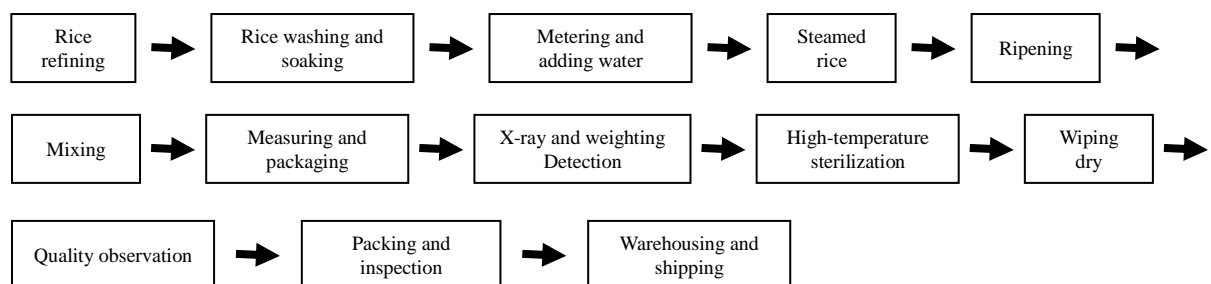 Rice
refining
Rice washing and
soaking
Metering and
adding water
Steamed
rice
Ripening
Mixing
Measuring and
packaging
X-ray and weighting
Detection
High-temperature
sterilization
Wiping
dry
Quality observation
Packing and
inspection
Warehousing and
shipping